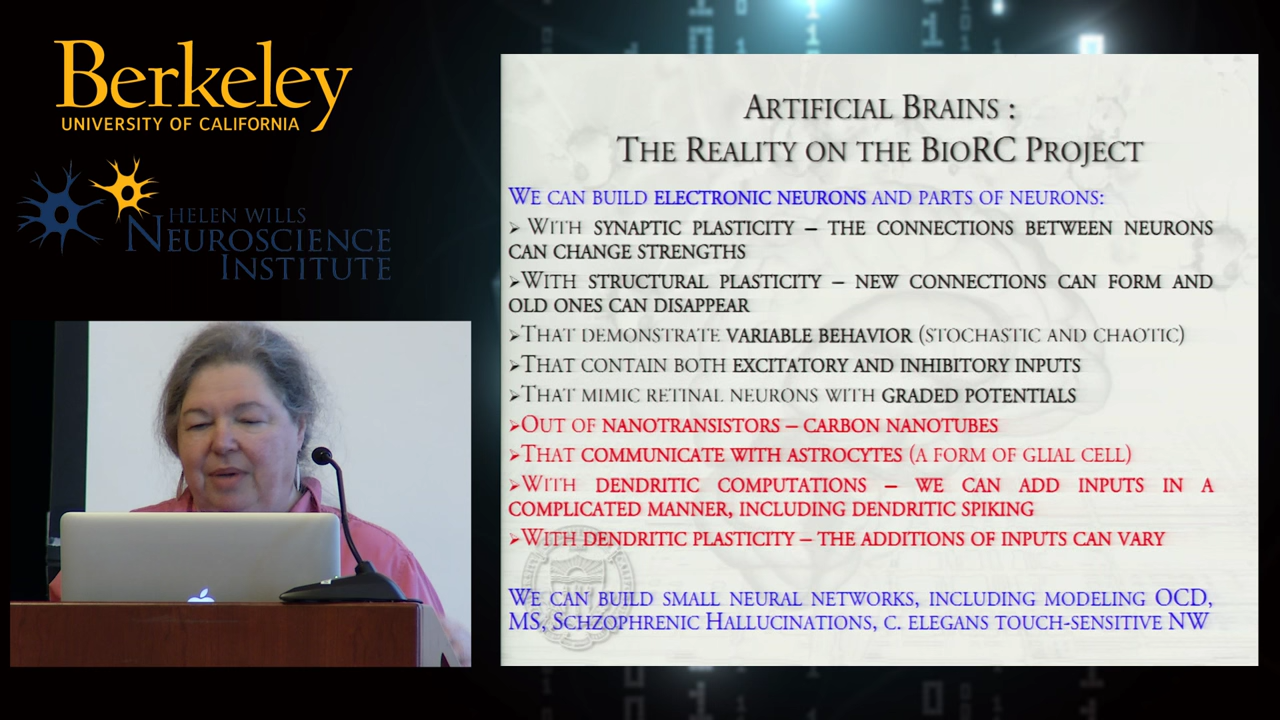 Berkeley
UNIVERSITY OF CALIFORNIA
HELEN WILLS
NEUROSCIENCE
INSTITUTE
ARTIFICIAL BRAINS :
THE REALITY ON THE BIORC PROJECT
WE CAN BUILD ELECTRONIC NEURONS AND PARTS OF NEURONS:
➢ WITH SYNAPTIC PLASTICITY – THE CONNECTIONS BETWEEN NEURONS
CAN CHANGE STRENGTHS
➢WITH STRUCTURAL PLASTICITY – NEW CONNECTIONS CAN FORM AND
OLD ONES CAN DISAPPEAR
➢THAT DEMONSTRATE VARIABLE BEHAVIOR (STOCHASTIC AND CHAOTIC)
➢THAT CONTAIN BOTH EXCITATORY AND INHIBITORY INPUTS
➢THAT MIMIC RETINAL NEURONS WITH GRADED POTENTIALS
➢OUT OF NANOTRANSISTORS – CARBON NANOTUBES
➢THAT COMMUNICATE WITH ASTROCYTES (A FORM OF GLIAL CELL)
➢WITH DENDRITIC COMPUTATIONS – WE CAN ADD INPUTS IN A
COMPLICATED MANNER, INCLUDING DENDRITIC SPIKING
➢WITH DENDRITIC PLASTICITY – THE ADDITIONS OF INPUTS CAN VARY
WE CAN BUILD SMALL NEURAL NETWORKS, INCLUDING MODELING OCD,
MS, SCHZOPHRENIC HALLUCINATIONS, C. ELEGANS TOUCH-SENSITIVE NW